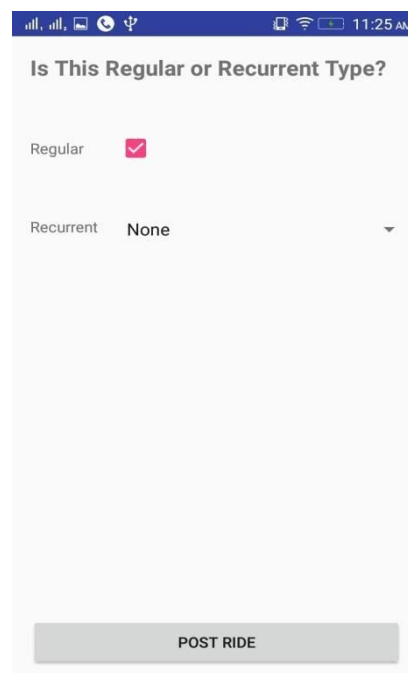 11:25 AM
Is This Regular or Recurrent Type?
Regular
Recurrent None
POST RIDE